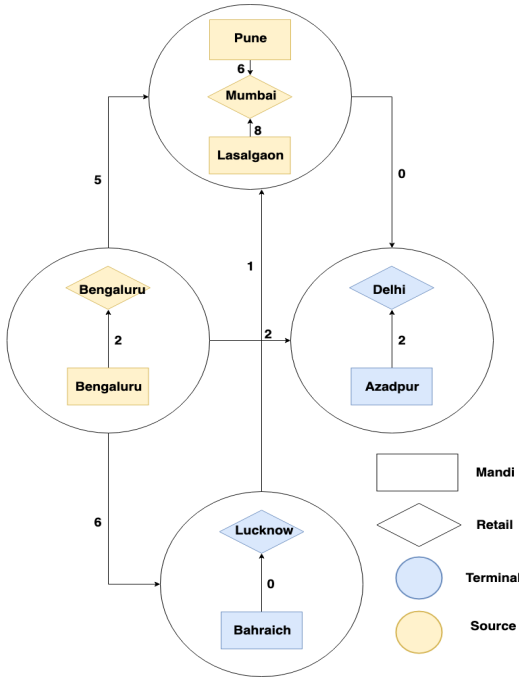 Pune
6
Mumbai
8
Lasalgaon
5
0
1
Bengaluru
2
Bengaluru
2
Delhi
2
Azadpur
6
Lucknow
0
Bahraich
Mandi
Retail
Terminal
Source